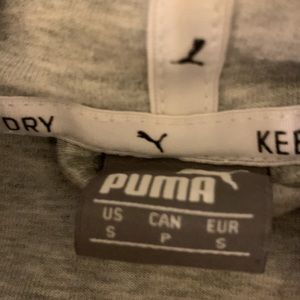 DRY KEE
PUMA
US CAN EUR
S P S